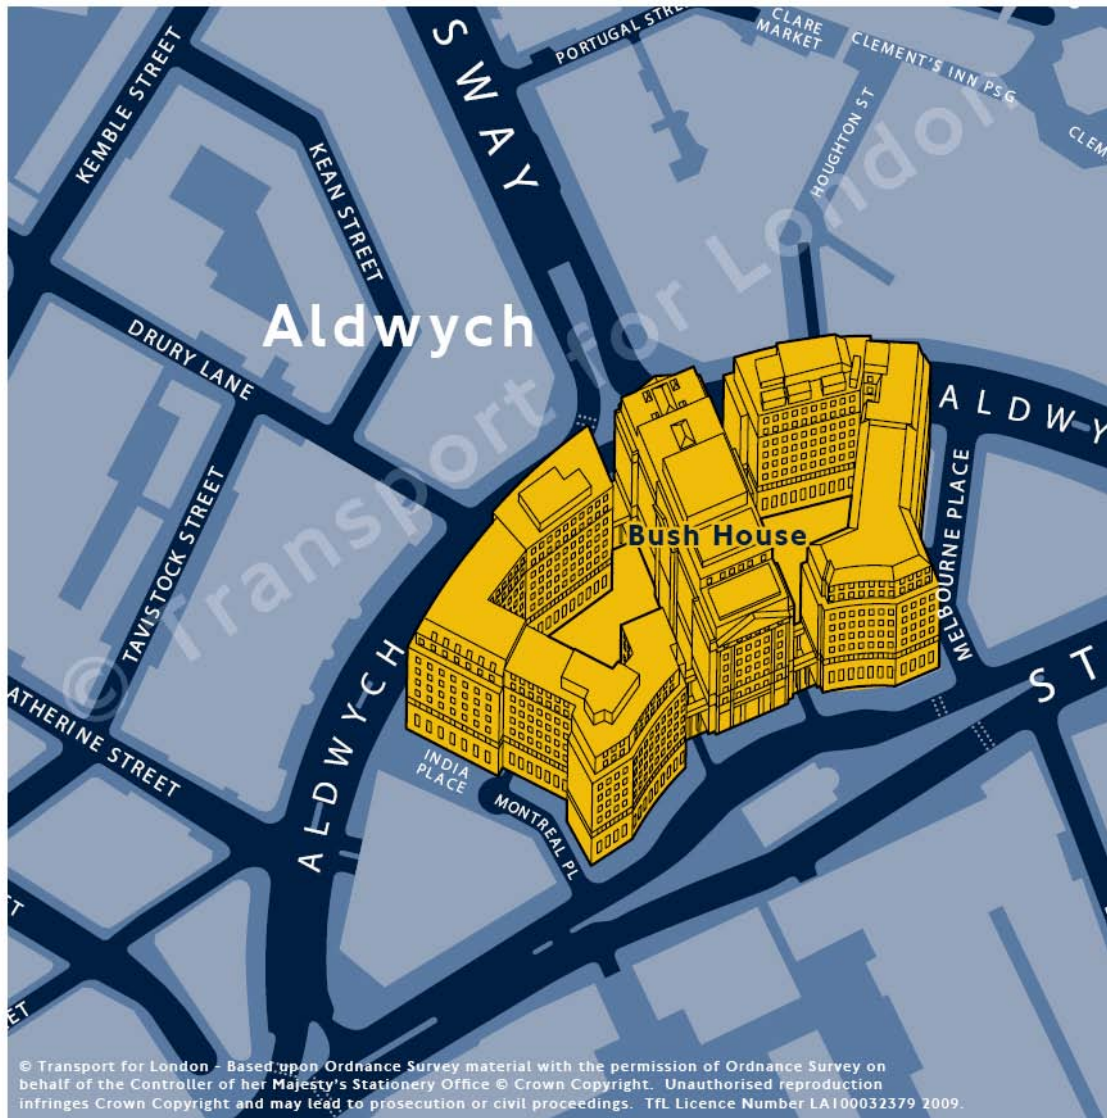 SWAY
PORTUGAL STRE
CLARE
MARKET
CLEMENT'S INN PSG
KEMBLE STREET
KEAN STREET
HOUGHTON ST
CLEM
Aldwych
DRURY LANE
ALDWY
TAVISTOCK STREET
Bush House
MELBOURNE PLACE
ST
ATHERINE STREET
ALDWYCH
INDIA
PLACE
MONTREAL PL
ET
ET
© Transport for London
© Transport for London - Based upon Ordnance Survey material with the permission of Ordnance Survey on
behalf of the Controller of her Majesty's Stationery Office © Crown Copyright. Unauthorised reproduction
infringes Crown Copyright and may lead to prosecution or civil proceedings. TfL Licence Number LA100032379 2009.